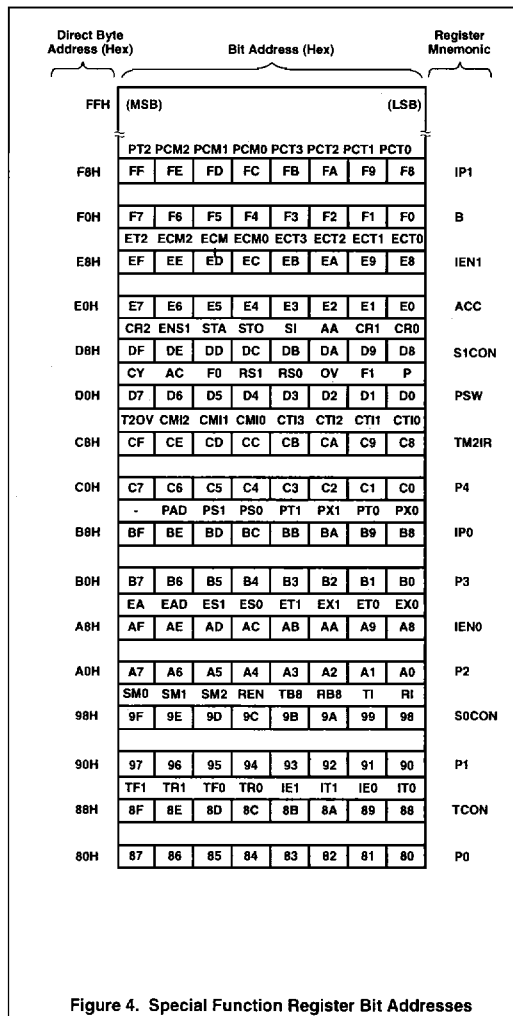 Direct Byte Address (Hex) Bit Address (Hex) Register Mnemonic
FFH (MSB) (LSB)
PT2 PCM2 PCM1 PCM0 PCT3 PCT2 PCT1 PCT0
F8H FF FE FD FC FB FA F9 F8 IP1
F0H F7 F6 F5 F4 F3 F2 F1 F0 B
ET2 ECM2 ECM ECM0 ECT3 ECT2 ECT1 ECT0
E8H EF EE ED EC EB EA E9 E8 IEN1
E0H E7 E6 E5 E4 E3 E2 E1 E0 ACC
CR2 ENS1 STA STO SI AA CR1 CR0
D8H DF DE DD DC DB DA D9 D8 S1CON
CY AC F0 RS1 RS0 OV F1 P
D0H D7 D6 D5 D4 D3 D2 D1 D0 PSW
T2OV CMI2 CMI1 CMI0 CTI3 CTI2 CTI1 CTI0
C8H CF CE CD CC CB CA C9 C8 TM2IR
C0H C7 C6 C5 C4 C3 C2 C1 C0 P4
- PAD PS1 PS0 PT1 PX1 PT0 PX0
B8H BF BE BD BC BB BA B9 B8 IP0
B0H B7 B6 B5 B4 B3 B2 B1 B0 P3
EA EAD ES1 ES0 ET1 EX1 ET0 EX0
A8H AF AE AD AC AB AA A9 A8 IEN0
A0H A7 A6 A5 A4 A3 A2 A1 A0 P2
SM0 SM1 SM2 REN TB8 RB8 TI RI
98H 9F 9E 9D 9C 9B 9A 99 98 S0CON
90H 97 96 95 94 93 92 91 90 P1
TF1 TR1 TF0 TR0 IE1 IT1 IE0 IT0
88H 8F 8E 8D 8C 8B 8A 89 88 TCON
80H 87 86 85 84 83 82 81 80 P0
Figure 4. Special Function Register Bit Addresses